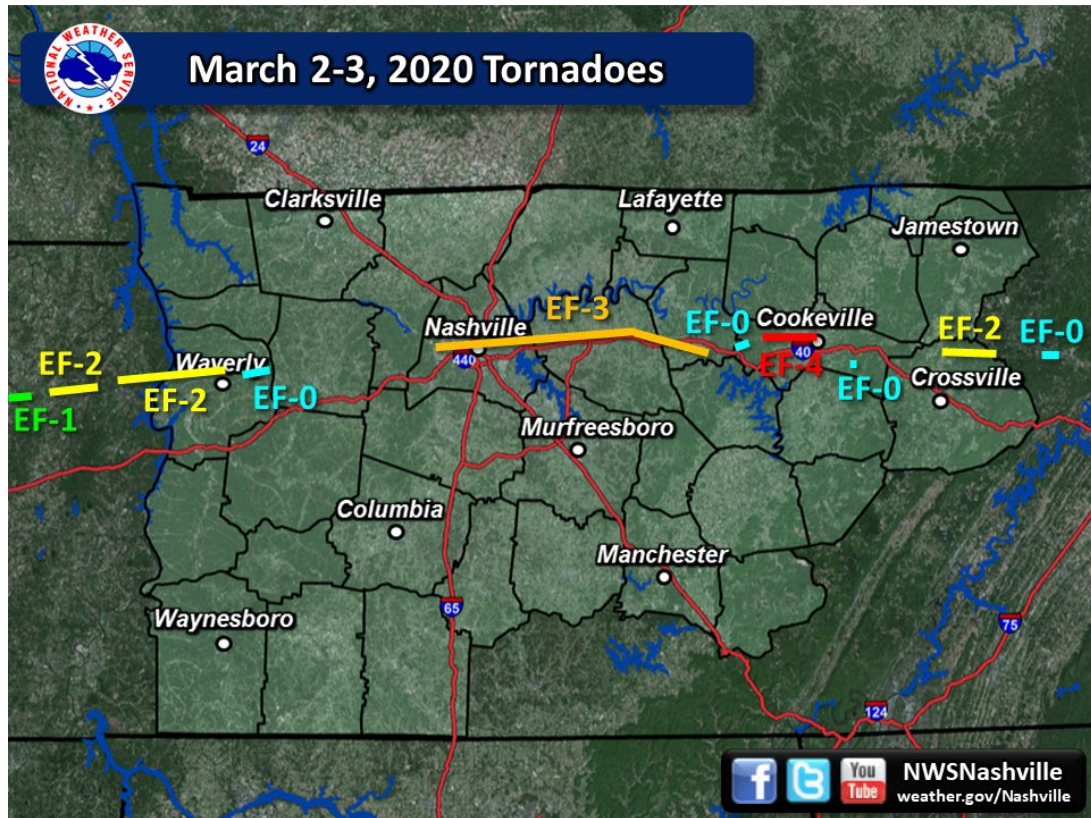 NATIONAL WEATHER SERVICE
March 2-3, 2020 Tornadoes
24
Clarksville
Lafayette
Jamestown
EF-3
Nashville
EF-0
Cookeville
EF-2
EF-0
440
40
EF-2
Waverly
EF-4
EF-0
Crossville
EF-1
EF-2
EF-0
Murfreesboro
Columbia
Manchester
Waynesboro
65
75
124
f
t
You
Tube
NWSNashville
weather.gov/Nashville